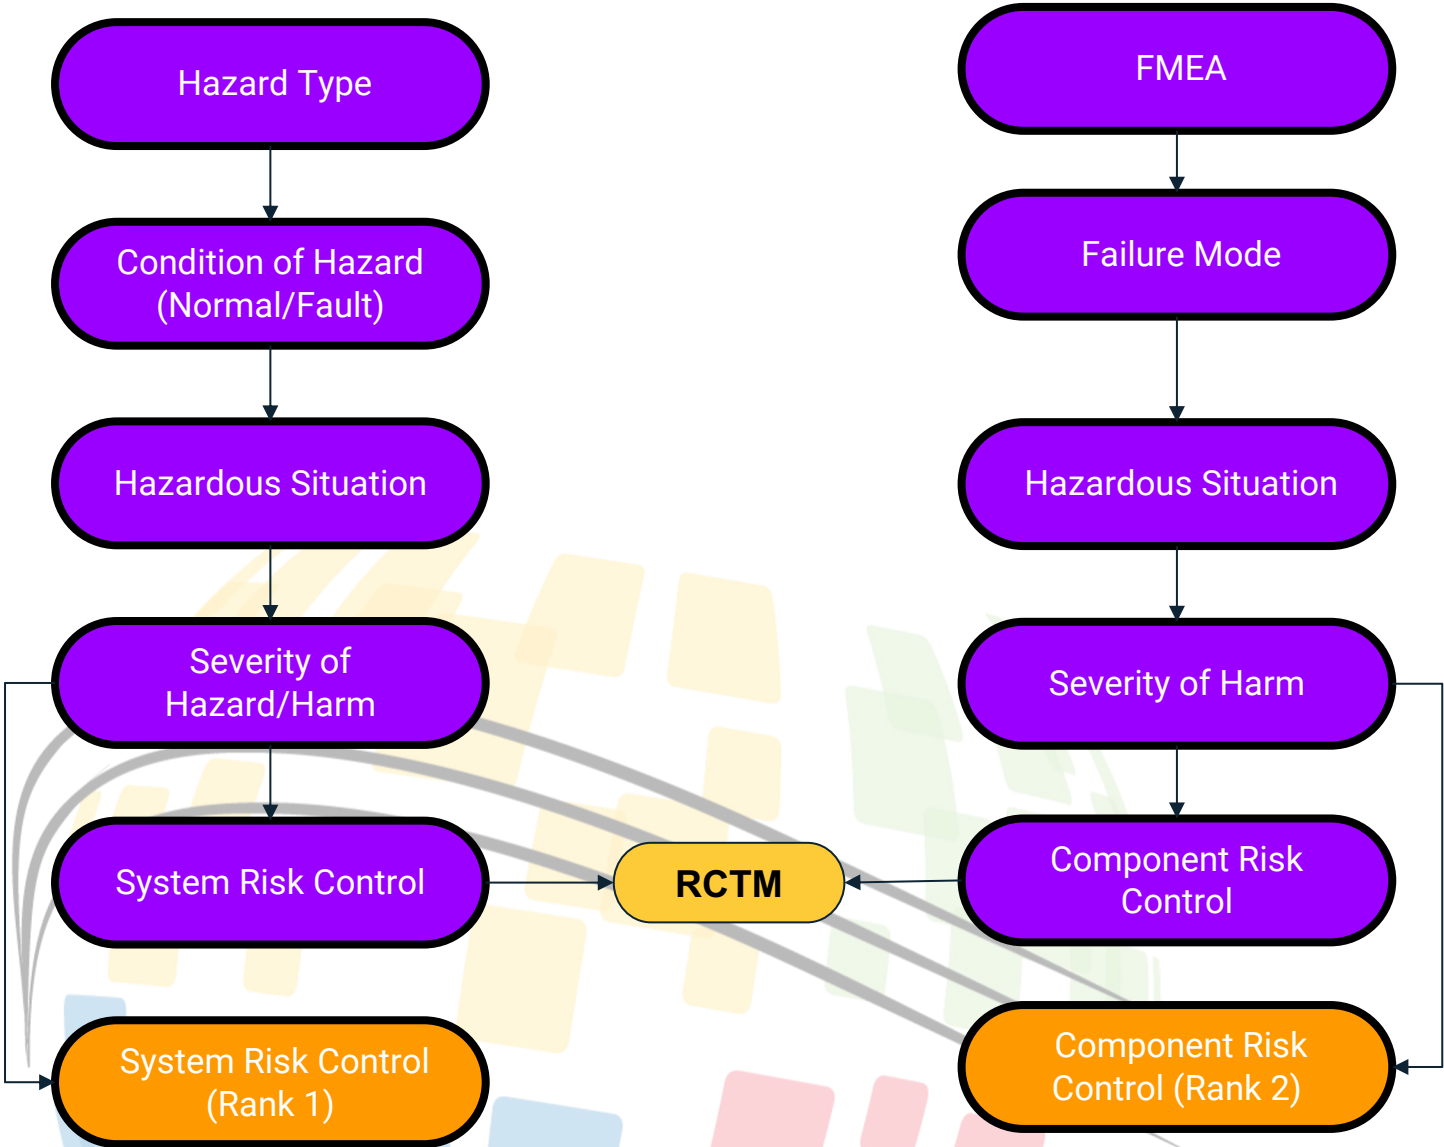 Hazard Type
Condition of Hazard
(Normal/Fault)
Hazardous Situation
Severity of
Hazard/Harm
System Risk Control
System Risk Control
(Rank 1)
RCTM
FMEA
Failure Mode
Hazardous Situation
Severity of Harm
Component Risk
Control
Component Risk
Control (Rank 2)